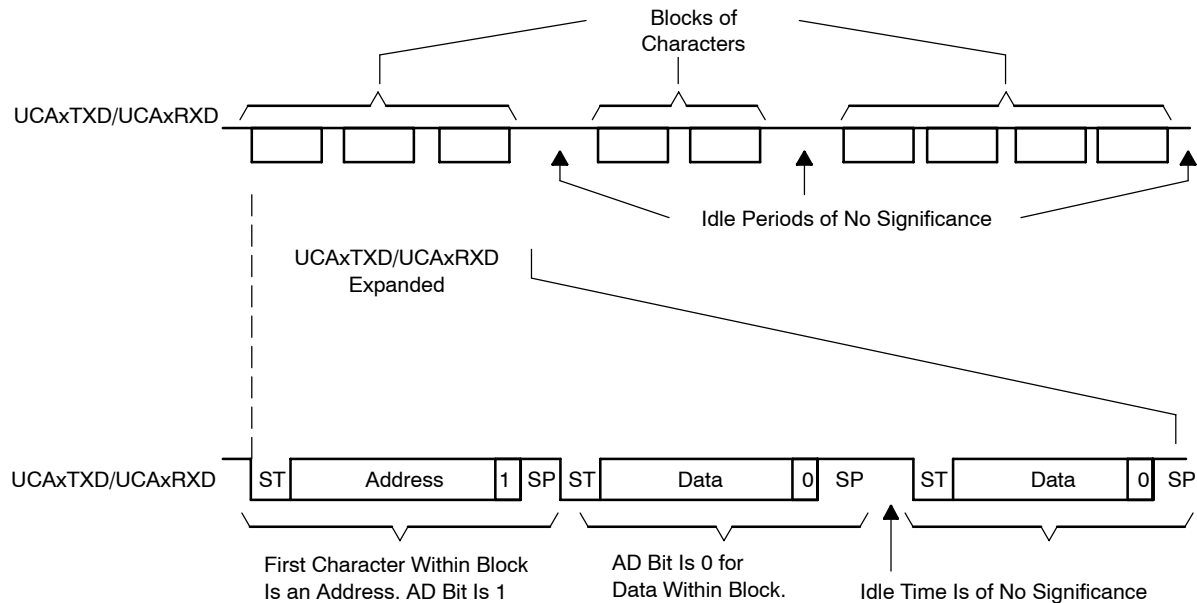 Blocks of
Characters
UCAxTXD/UCAxRXD
Idle Periods of No Significance
UCAxTXD/UCAxRXD
Expanded
UCAxTXD/UCAxRXD
ST Address 1 SP ST Data 0 SP ST Data 0 SP
First Character Within Block
Is an Address. AD Bit Is 1
AD Bit Is 0 for
Data Within Block.
Idle Time Is of No Significance